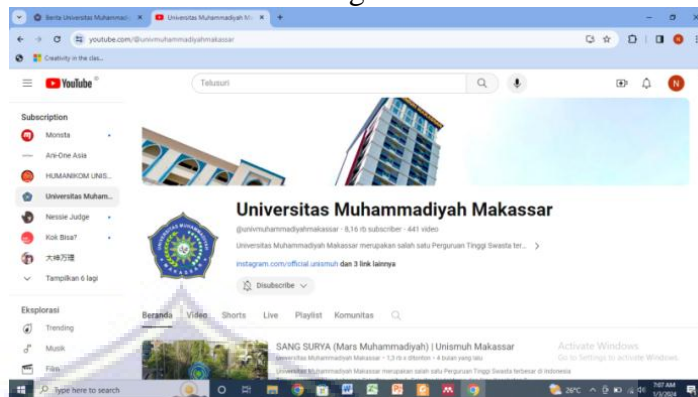 Berita Universitas Muhammadi
Universitas Muhammadiyah M
youtube.com/@univmuhammadiyahmakassar
Creativity in the clas...
YouTube
ID
Telusuri
N
Subscription
Monsta
Ani-One Asia
HUMANIKOM UNIS...
Universitas Muham...
Nessie Judge
Kok Bisa?
大神万理
Tampilkan 6 lagi
Eksplorasi
Trending
Musik
Film
Universitas Muhammadiyah Makassar
@univmuhammadiyahmakassar · 8,16 rb subscriber · 441 video
Universitas Muhammadiyah Makassar merupakan salah satu Perguruan Tinggi Swasta ter...
instagram.com/official.unismuh dan 3 link lainnya
Disubscribe
Beranda Video Shorts Live Playlist Komunitas
SANG SURYA (Mars Muhammadiyah) | Unismuh Makassar
Universitas Muhammadiyah Makassar • 1,3 rb x ditonton • 4 bulan yang lalu
Universitas Muhammadiyah Makassar merupakan salah satu Perguruan Tinggi Swasta terbesar di Indonesia
Activate Windows
Go to Settings to activate Windows.
Type here to search
26°C
7:07 AM
1/3/2024